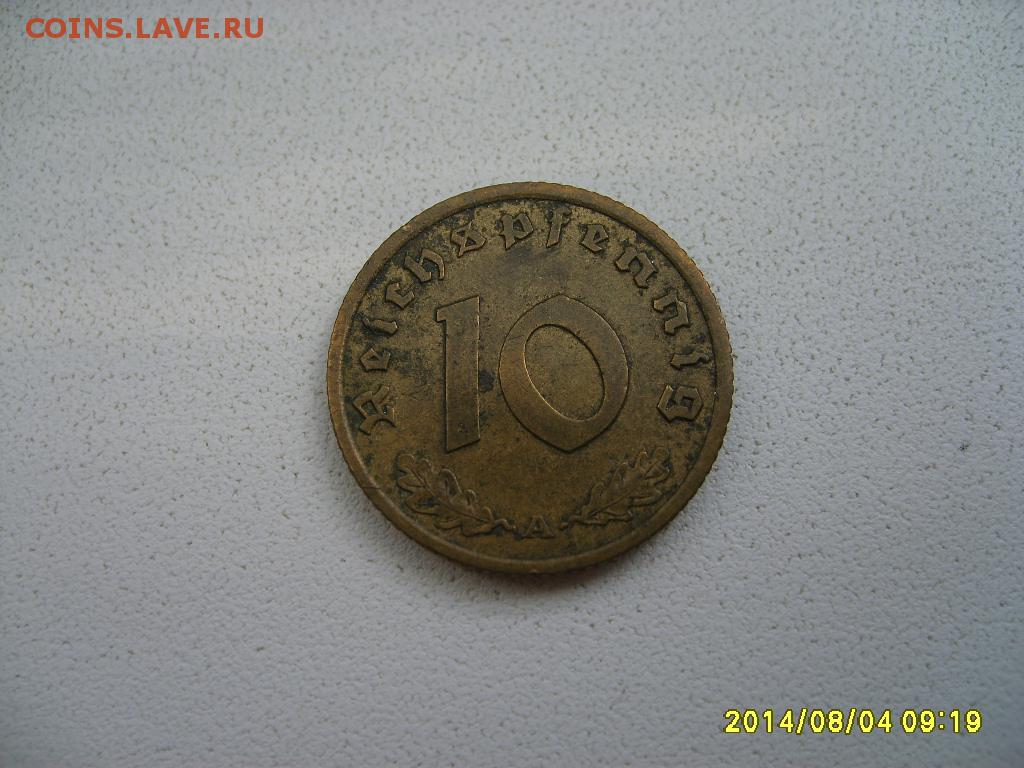 COINS.LAVE.RU
Reichspfennig
10
A
2014/08/04 09:19